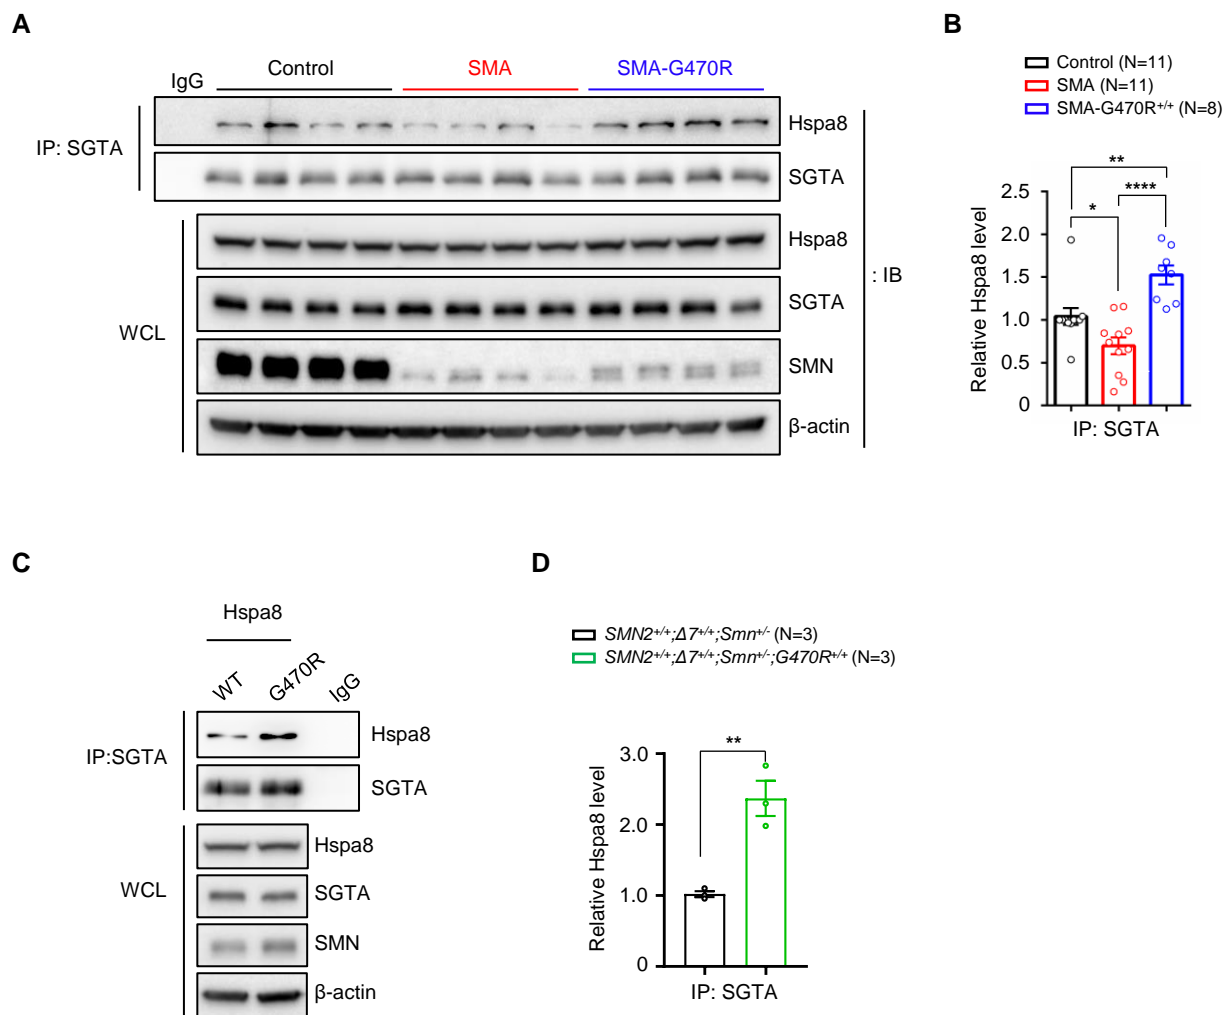 A
IgG
Control
SMA
SMA-G470R
IP: SGTA
Hspa8
SGTA
WCL
Hspa8
SGTA
SMN
β-actin
: IB
B
Control (N=11)
SMA (N=11)
SMA-G470R+/+ (N=8)
**
****
*
Relative Hspa8 level
2.5
2.0
1.5
1.0
0.5
0
IP: SGTA
C
Hspa8
WT
G470R
IgG
IP:SGTA
Hspa8
SGTA
WCL
Hspa8
SGTA
SMN
β-actin
D
SMN2+/+;Δ7+/+;Smn+/- (N=3)
SMN2+/+;Δ7+/+;Smn+/-;G470R+/+ (N=3)
**
Relative Hspa8 level
3.0
2.0
1.0
0
IP: SGTA